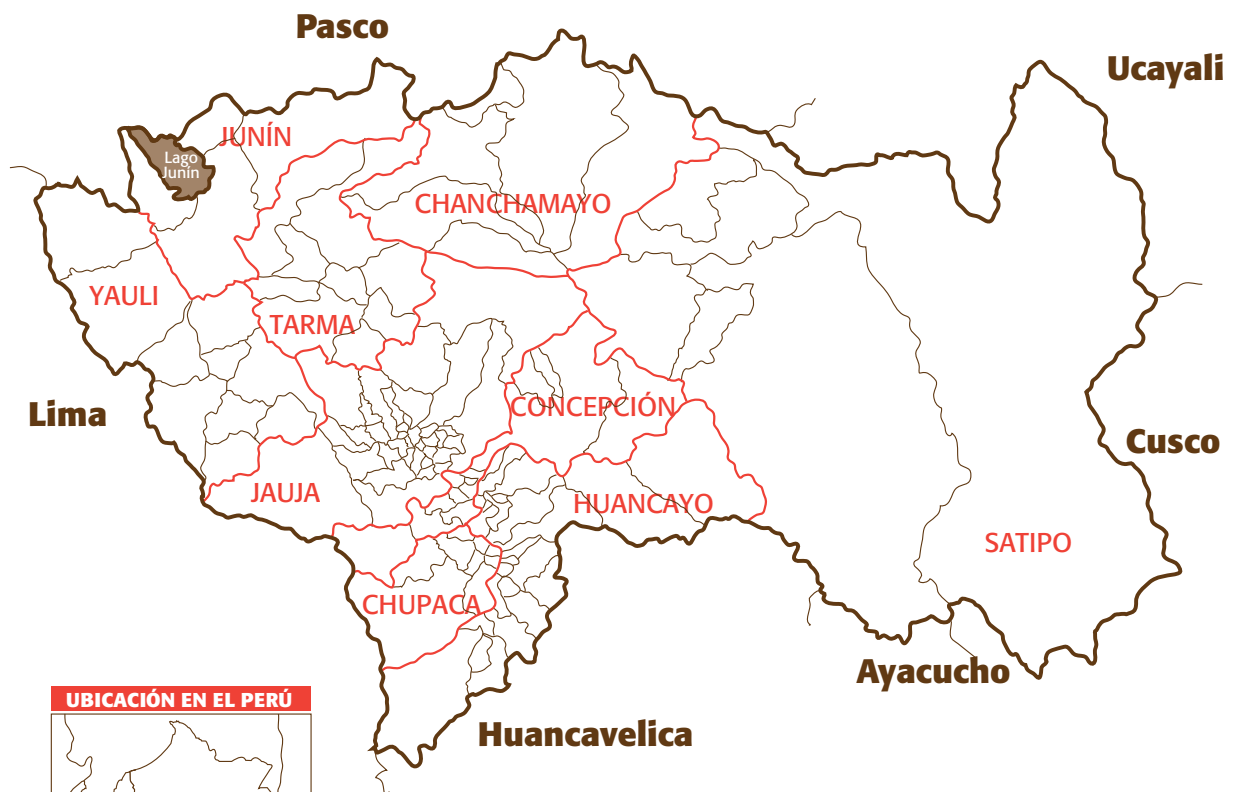 Pasco
Ucayali
JUNÍN
Lago
Junín
CHANCHAMAYO
YAULI
TARMA
Lima
CONCEPCIÓN
Cusco
JAUJA
HUANCAYO
SATIPO
CHUPACA
Ayacucho
UBICACIÓN EN EL PERÚ
Huancavelica